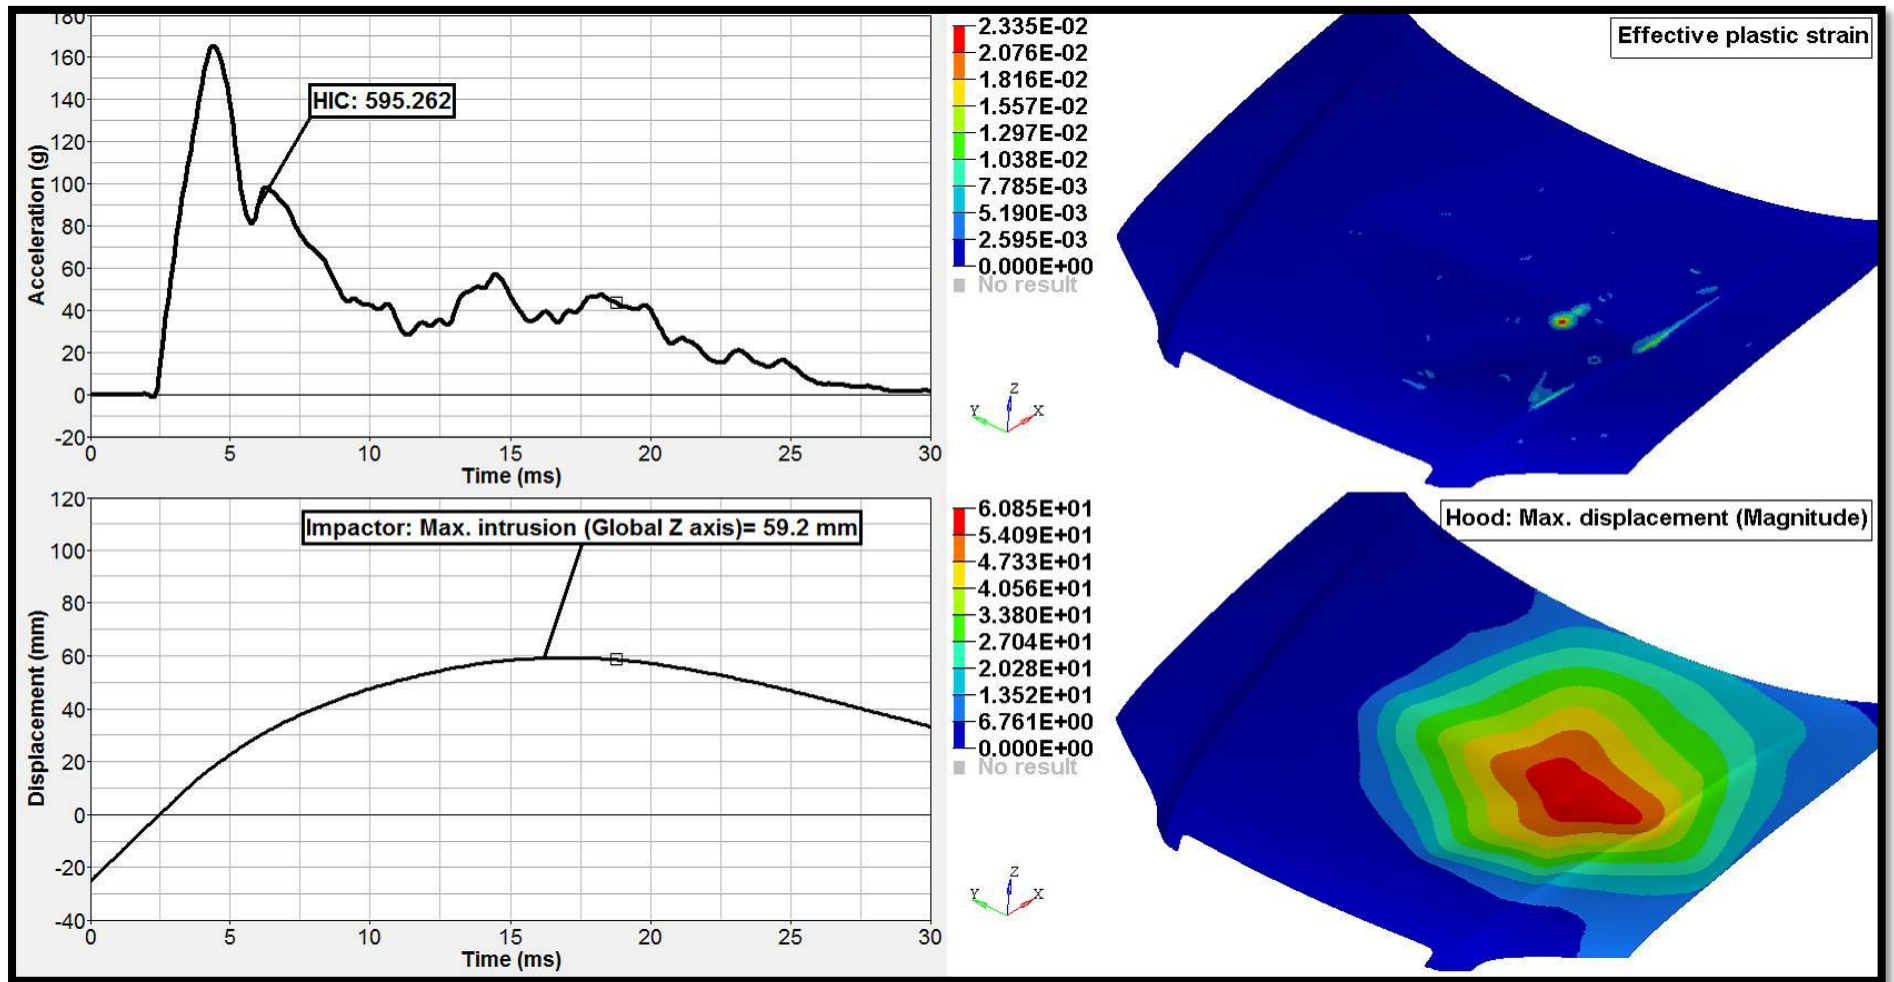 180
160
140
120
100
80
60
40
20
0
-20
Acceleration (g)
HIC: 595.262
0 5 10 15 20 25 30
Time (ms)
2.335E-02
2.076E-02
1.816E-02
1.557E-02
1.297E-02
1.038E-02
7.785E-03
5.190E-03
2.595E-03
0.000E+00
No result
Effective plastic strain
Z
Y
X
120
100
80
60
40
20
0
-20
-40
Displacement (mm)
Impactor: Max. intrusion (Global Z axis)= 59.2 mm
0 5 10 15 20 25 30
Time (ms)
6.085E+01
5.409E+01
4.733E+01
4.056E+01
3.380E+01
2.704E+01
2.028E+01
1.352E+01
6.761E+00
0.000E+00
No result
Hood: Max. displacement (Magnitude)
Z
Y
X